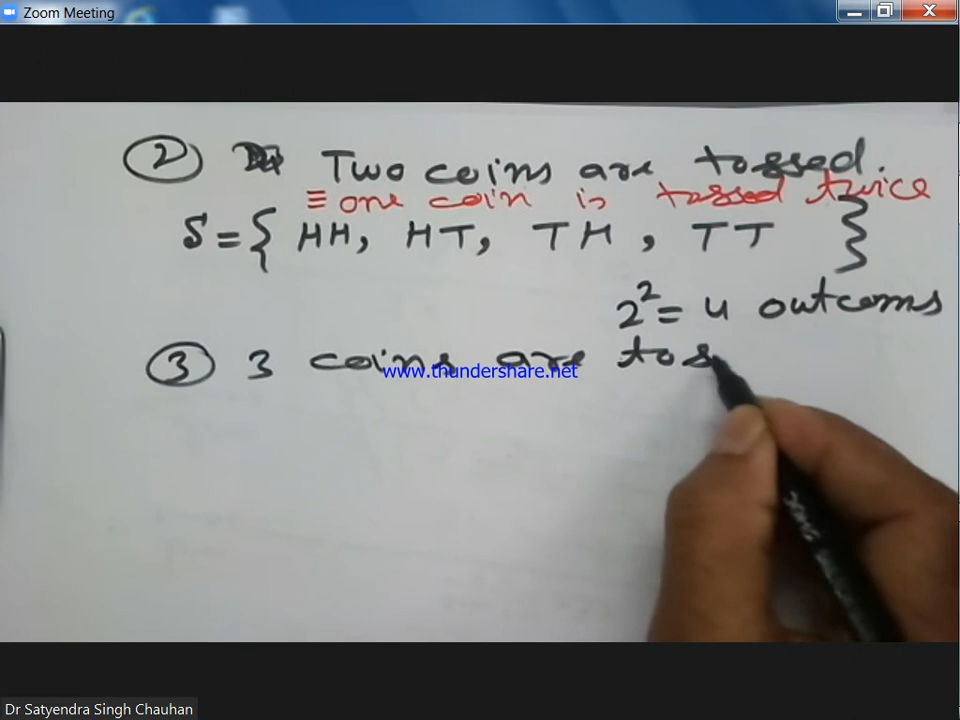 Zoom Meeting
② Two coins are tossed.
≡ one coin is tossed twice
S = { HH, HT, TH, TT }
2² = 4 outcoms
③ 3 coins are tos
www.thundershare.net
Dr Satyendra Singh Chauhan